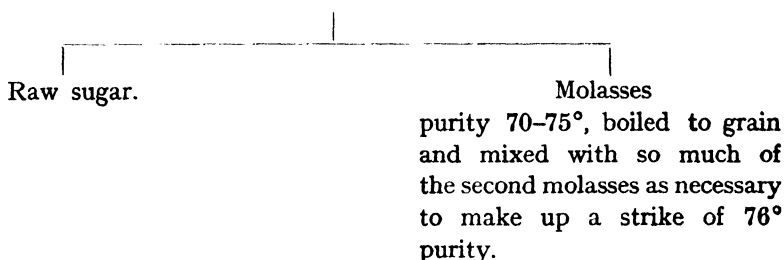 Raw sugar.
Molasses
purity 70–75°, boiled to grain
and mixed with so much of
the second molasses as necessary
to make up a strike of 76°
purity.